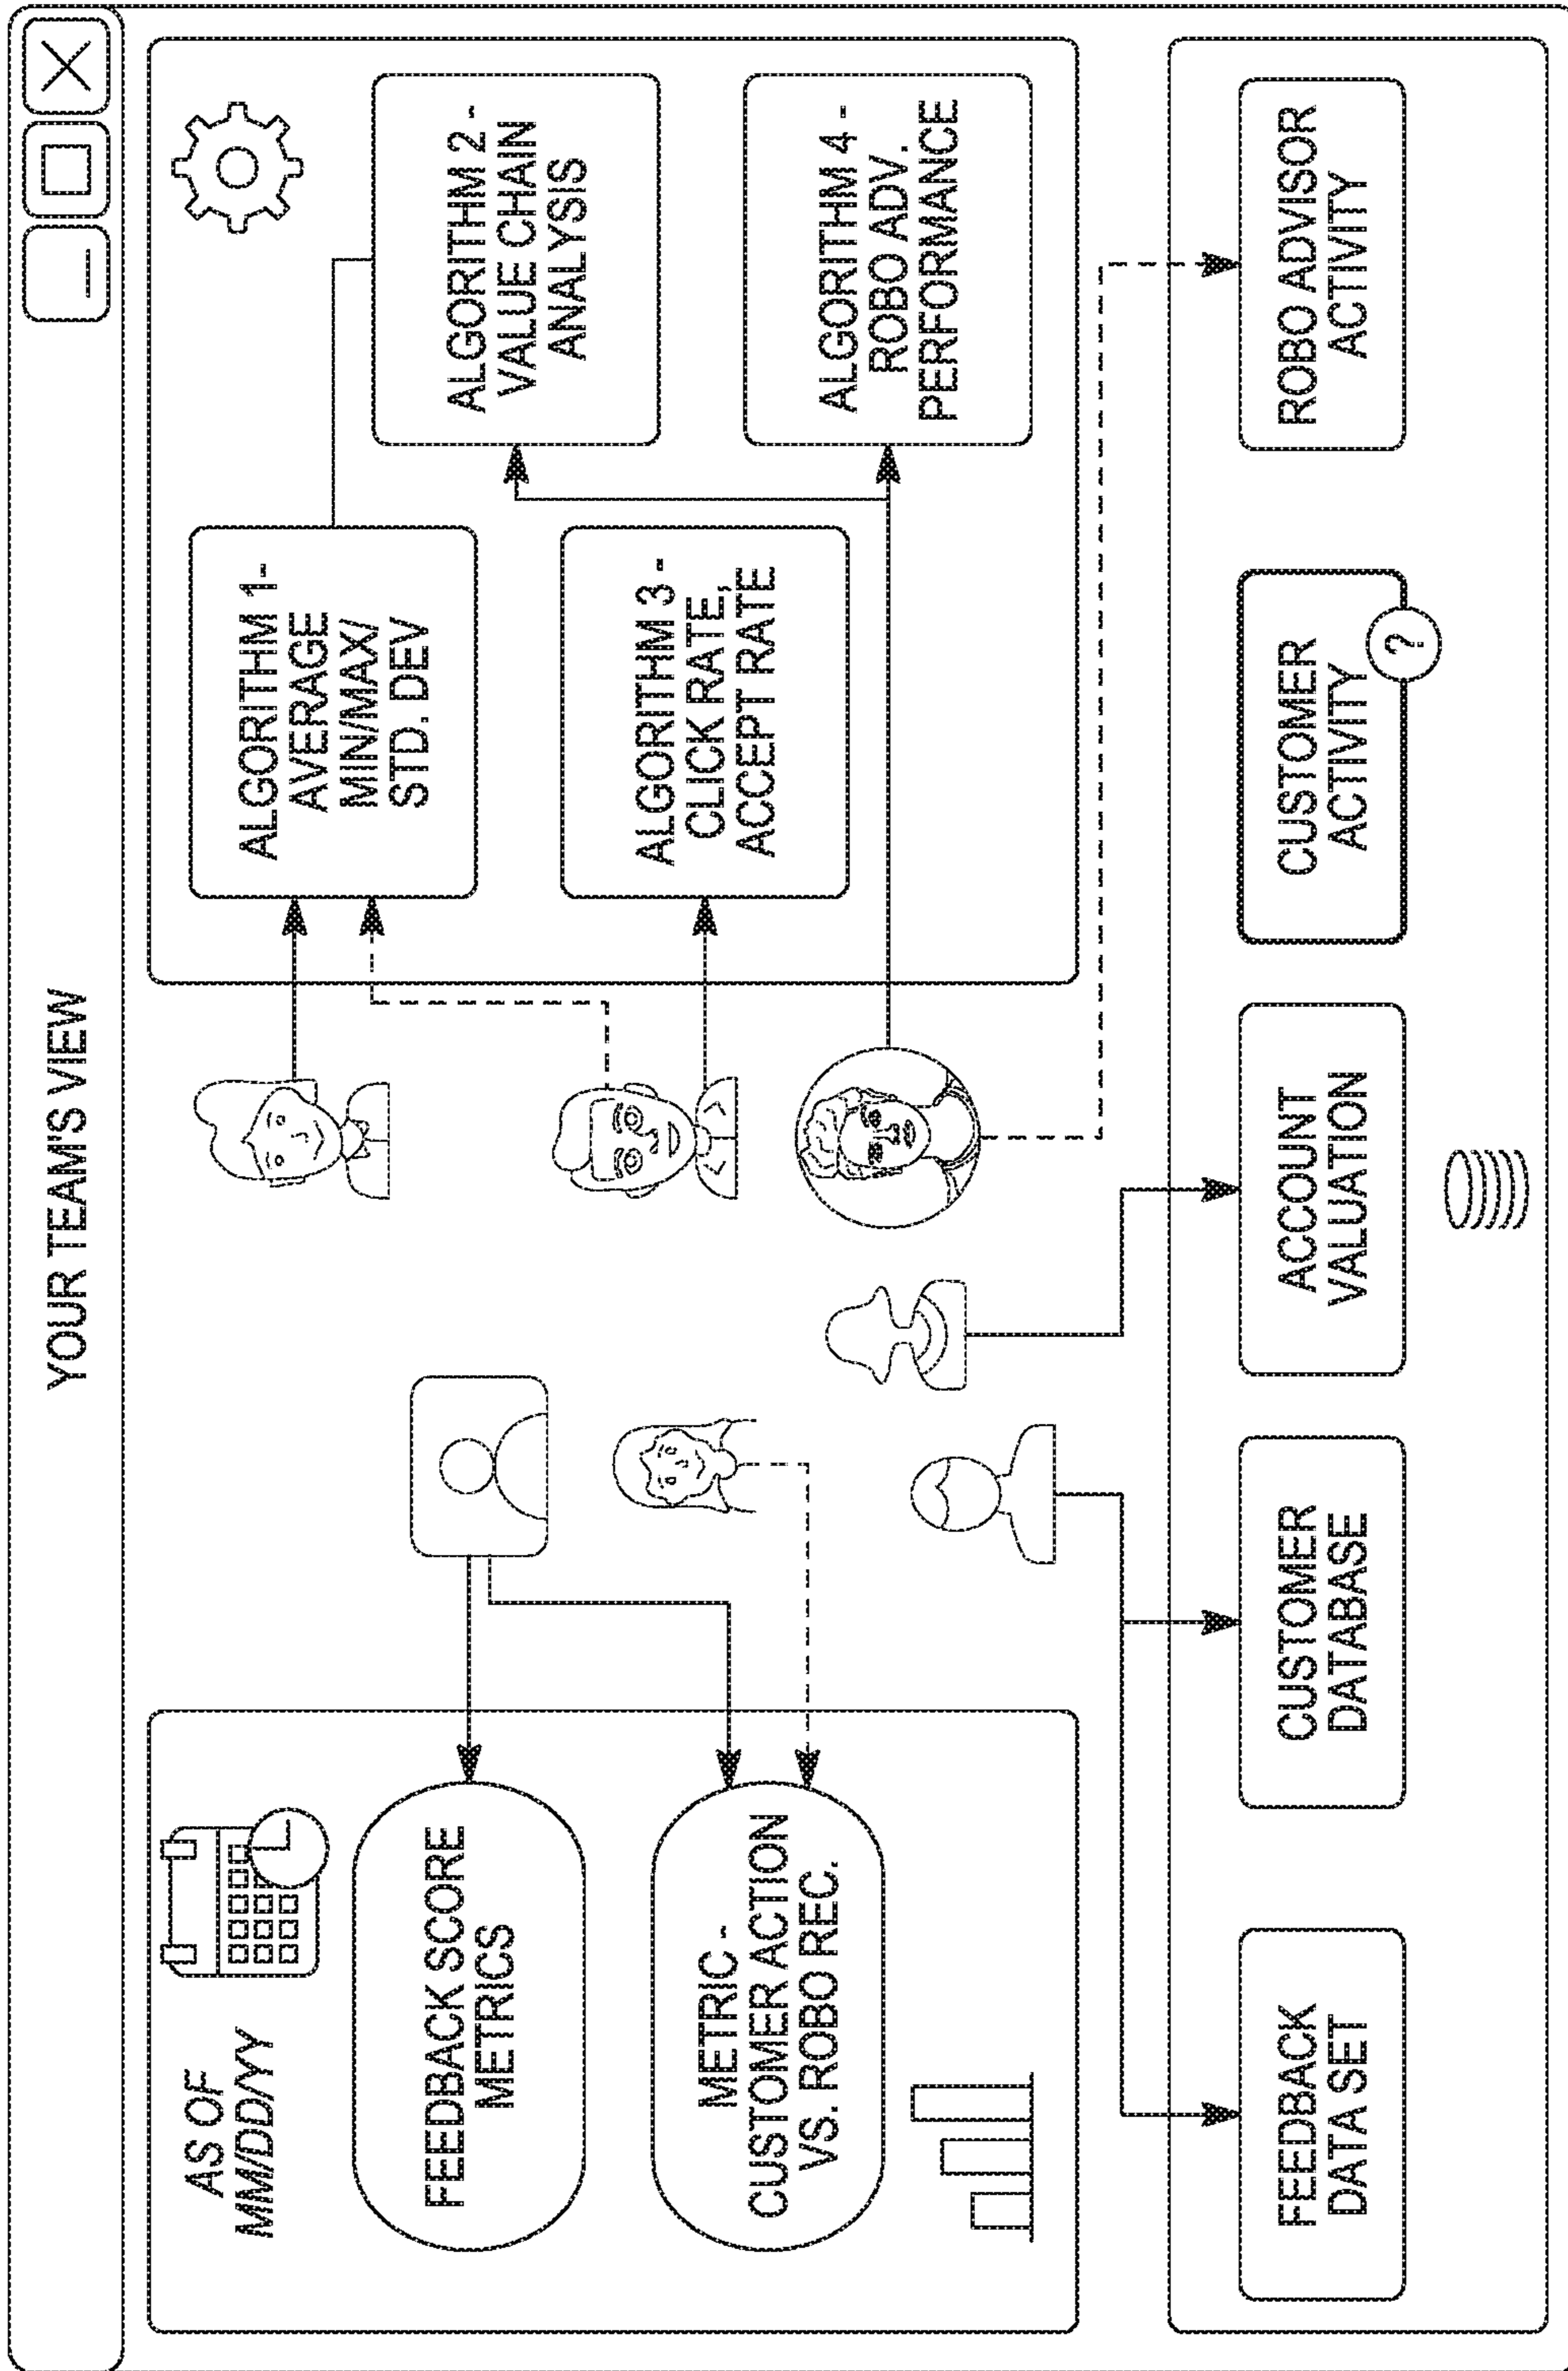 YOUR TEAM'S VIEW
AS OF
MM/DD/YY
FEEDBACK SCORE
METRICS
METRIC -
CUSTOMER ACTION
VS. ROBO REC.
ALGORITHM 1-
AVERAGE
MIN/MAX/
STD. DEV
ALGORITHM 2 -
VALUE CHAIN
ANALYSIS
ALGORITHM 3 -
CLICK RATE,
ACCEPT RATE
ALGORITHM 4 -
ROBO ADV.
PERFORMANCE
FEEDBACK
DATA SET
CUSTOMER
DATABASE
ACCOUNT
VALUATION
CUSTOMER
ACTIVITY
?
ROBO ADVISOR
ACTIVITY